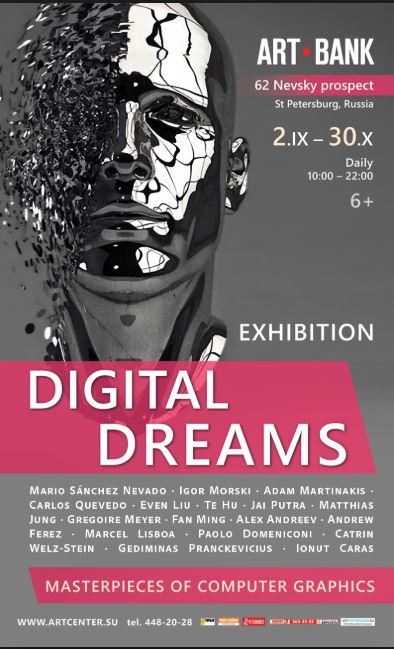 ART•BANK
62 Nevsky prospect
St Petersburg, Russia
2.IX – 30.X
Daily
10:00 – 22:00
6+
EXHIBITION
DIGITAL
DREAMS
MARIO SÁNCHEZ NEVADO · IGOR MORSKI · ADAM MARTINAKIS ·
CARLOS QUEVEDO · EVEN LIU · TE HU · JAI PUTRA · MATTHIAS
JUNG · GREGOIRE MEYER · FAN MING · ALEX ANDREEV · ANDREW
FEREZ · MARCEL LISBOA · PAOLO DOMENICONI · CATRIN
WELZ-STEIN · GEDIMINAS PRANCKEVICIUS · IONUT CARAS
MASTERPIECES OF COMPUTER GRAPHICS
WWW.ARTCENTER.SU tel. 448-20-28